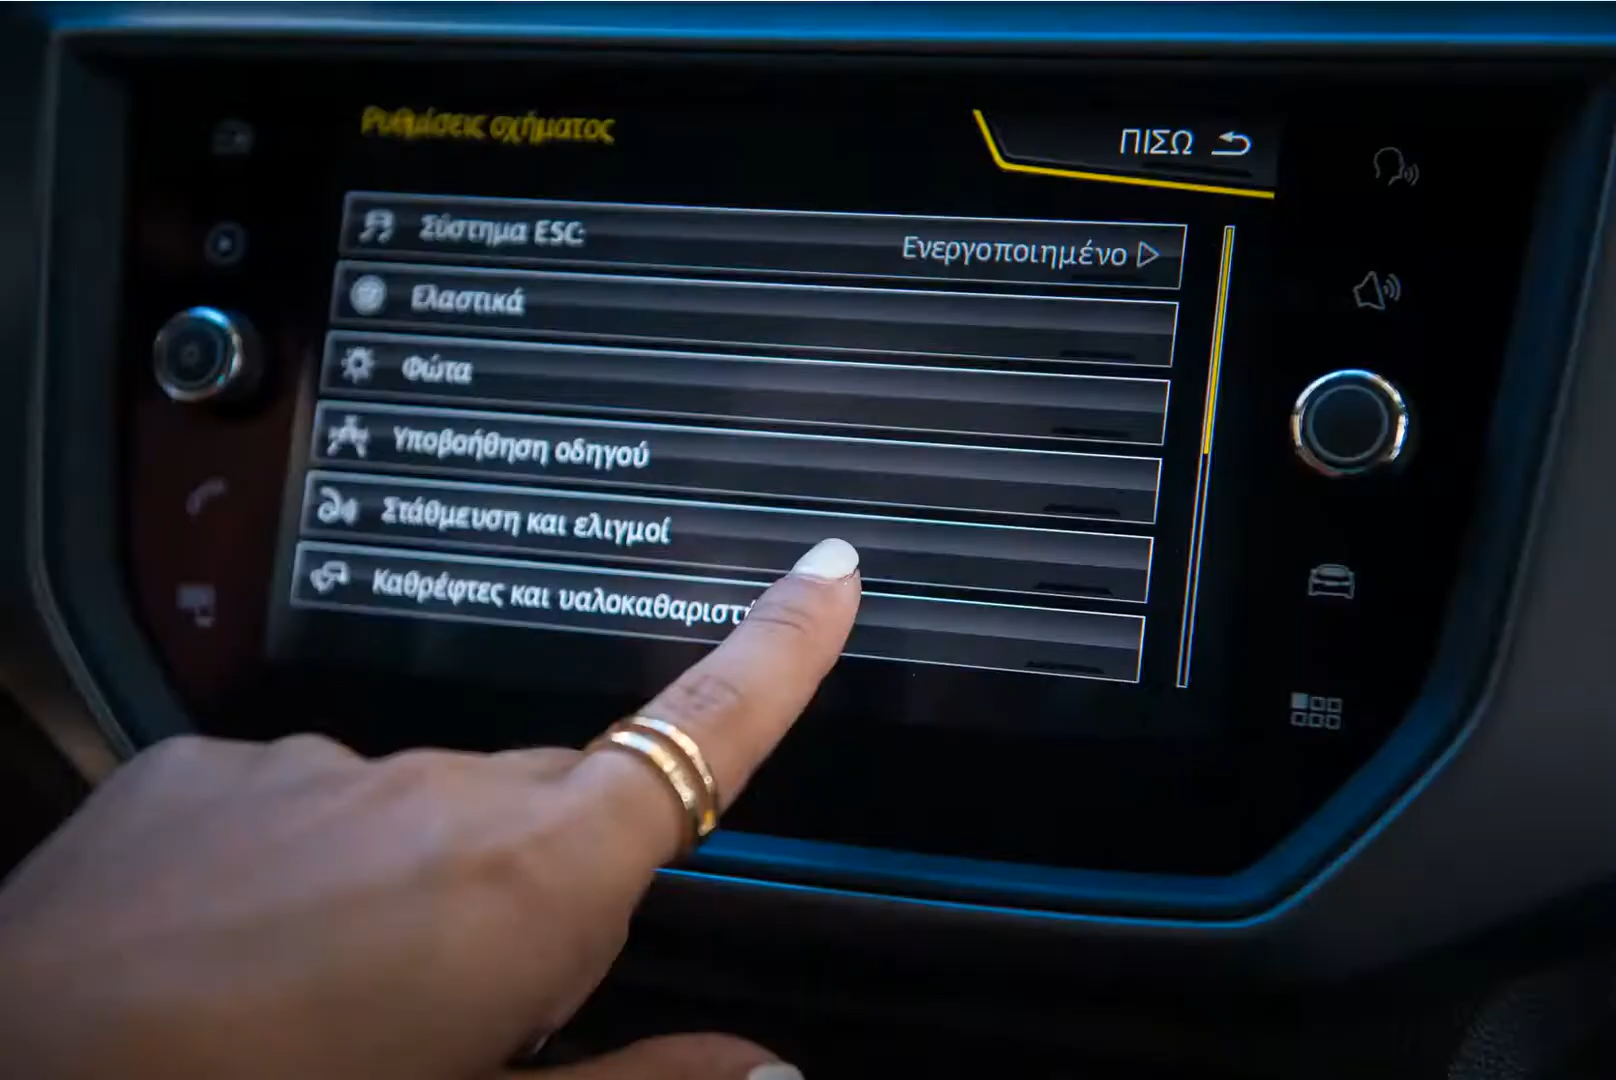 Ρυθμίσεις οχήματος
ΠΙΣΩ
Σύστημα ESC: Ενεργοποιημένο
Ελαστικά
Φώτα
Υποβοήθηση οδηγού
Στάθμευση και ελιγμοί
Καθρέφτες και